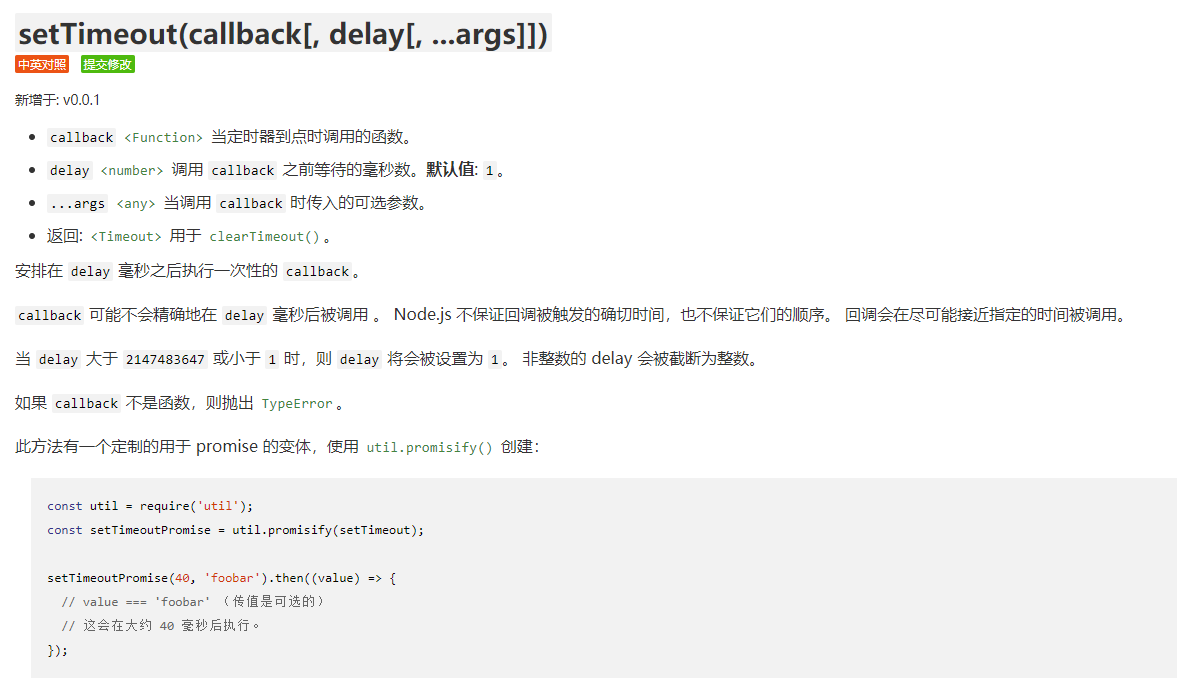 setTimeout(callback[, delay[, ...args]])
中英对照 提交修改
新增于: v0.0.1
callback <Function> 当定时器到点时调用的函数。
delay <number> 调用 callback 之前等待的毫秒数。默认值: 1。
...args <any> 当调用 callback 时传入的可选参数。
返回: <Timeout> 用于 clearTimeout()。
安排在 delay 毫秒之后执行一次性的 callback。
callback 可能不会精确地在 delay 毫秒后被调用 。 Node.js 不保证回调被触发的确切时间，也不保证它们的顺序。 回调会在尽可能接近指定的时间被调用。
当 delay 大于 2147483647 或小于 1 时，则 delay 将会被设置为 1。 非整数的 delay 会被截断为整数。
如果 callback 不是函数，则抛出 TypeError。
此方法有一个定制的用于 promise 的变体，使用 util.promisify() 创建：
const util = require('util');
const setTimeoutPromise = util.promisify(setTimeout);
setTimeoutPromise(40, 'foobar').then((value) => {
// value === 'foobar' （传值是可选的）
// 这会在大约 40 毫秒后执行。
});